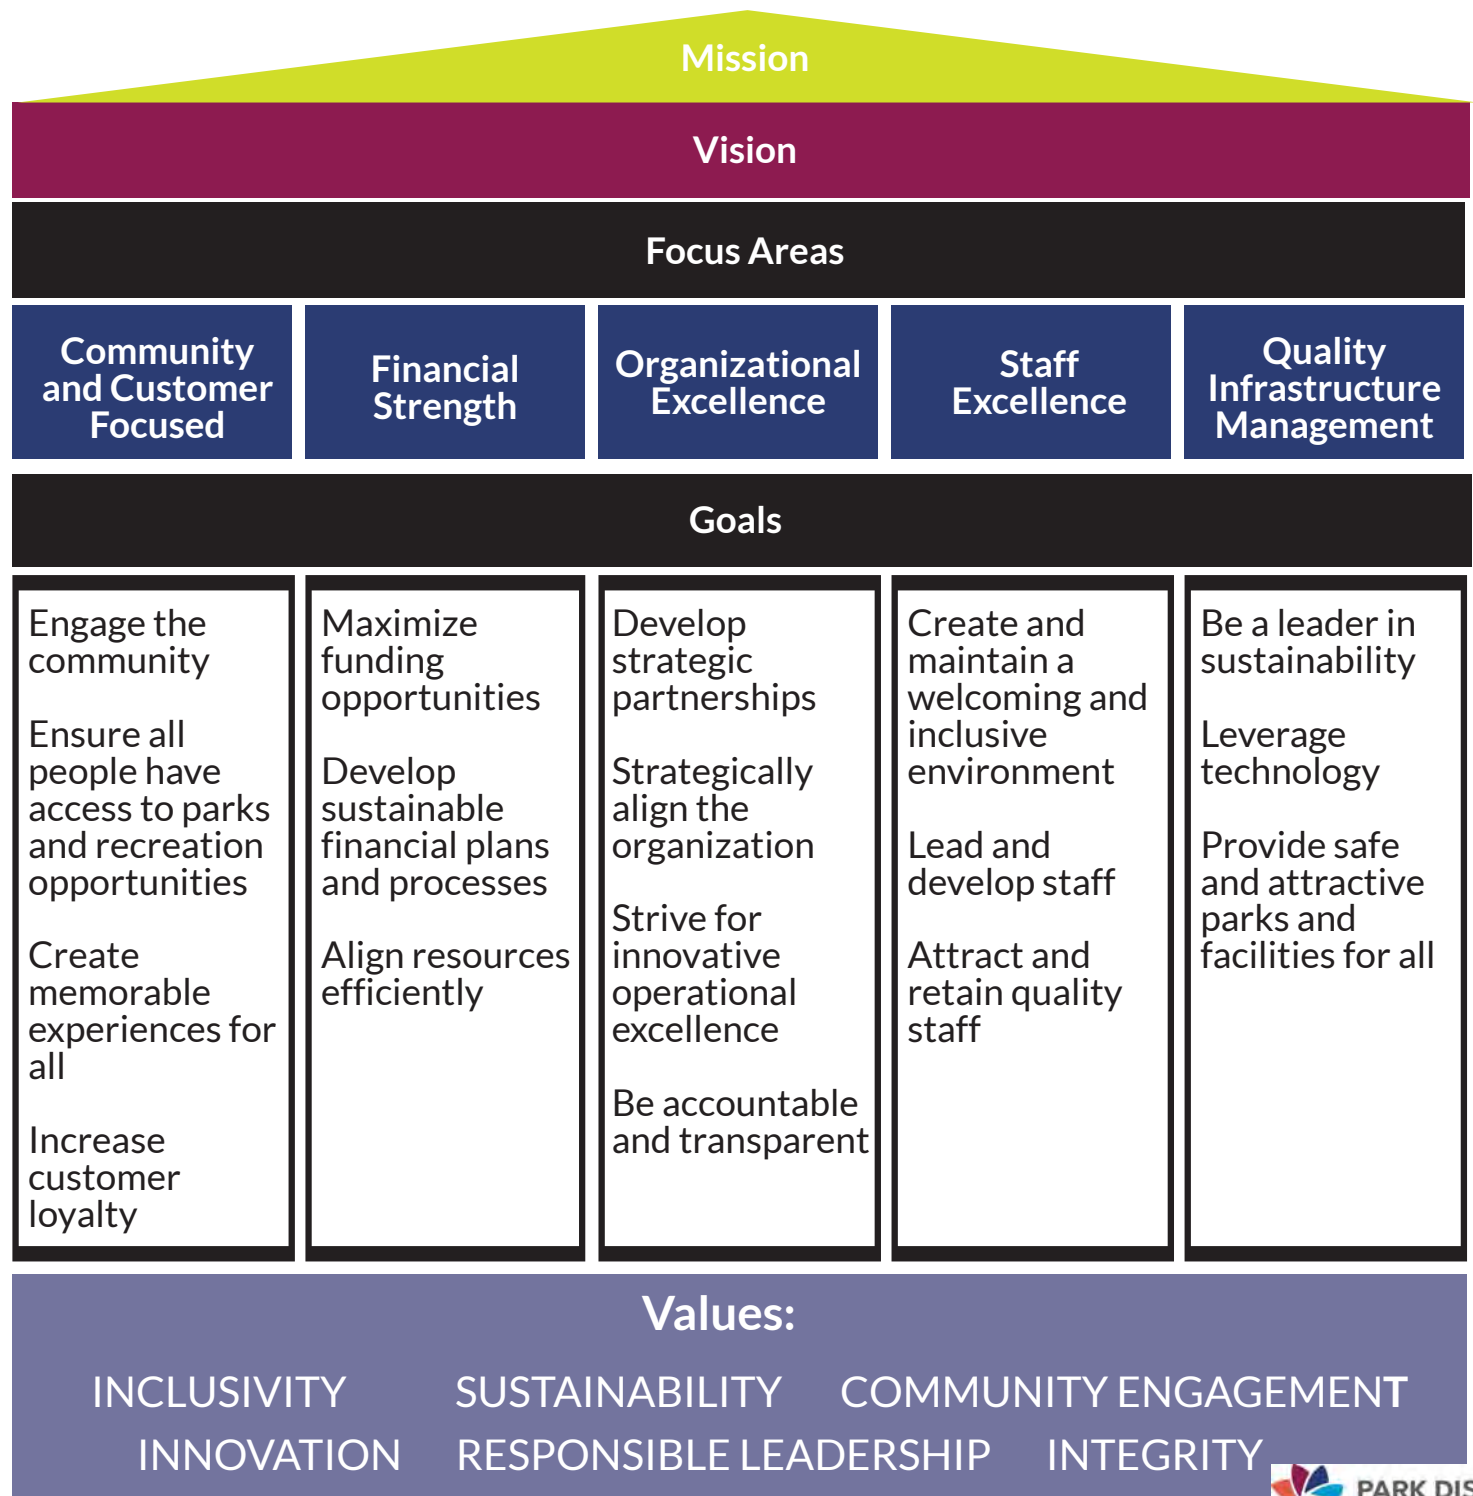 Mission
Vision
Focus Areas
Community
and Customer
Focused
Financial
Strength
Organizational
Excellence
Staff
Excellence
Quality
Infrastructure
Management
Goals
Engage the
community
Ensure all
people have
access to parks
and recreation
opportunities
Create
memorable
experiences for
all
Increase
customer
loyalty
Maximize
funding
opportunities
Develop
sustainable
financial plans
and processes
Align resources
efficiently
Develop
strategic
partnerships
Strategically
align the
organization
Strive for
innovative
operational
excellence
Be accountable
and transparent
Create and
maintain a
welcoming and
inclusive
environment
Lead and
develop staff
Attract and
retain quality
staff
Be a leader in
sustainability
Leverage
technology
Provide safe
and attractive
parks and
facilities for all
Values:
INCLUSIVITY SUSTAINABILITY COMMUNITY ENGAGEMENT
INNOVATION RESPONSIBLE LEADERSHIP INTEGRITY
PARK DIS